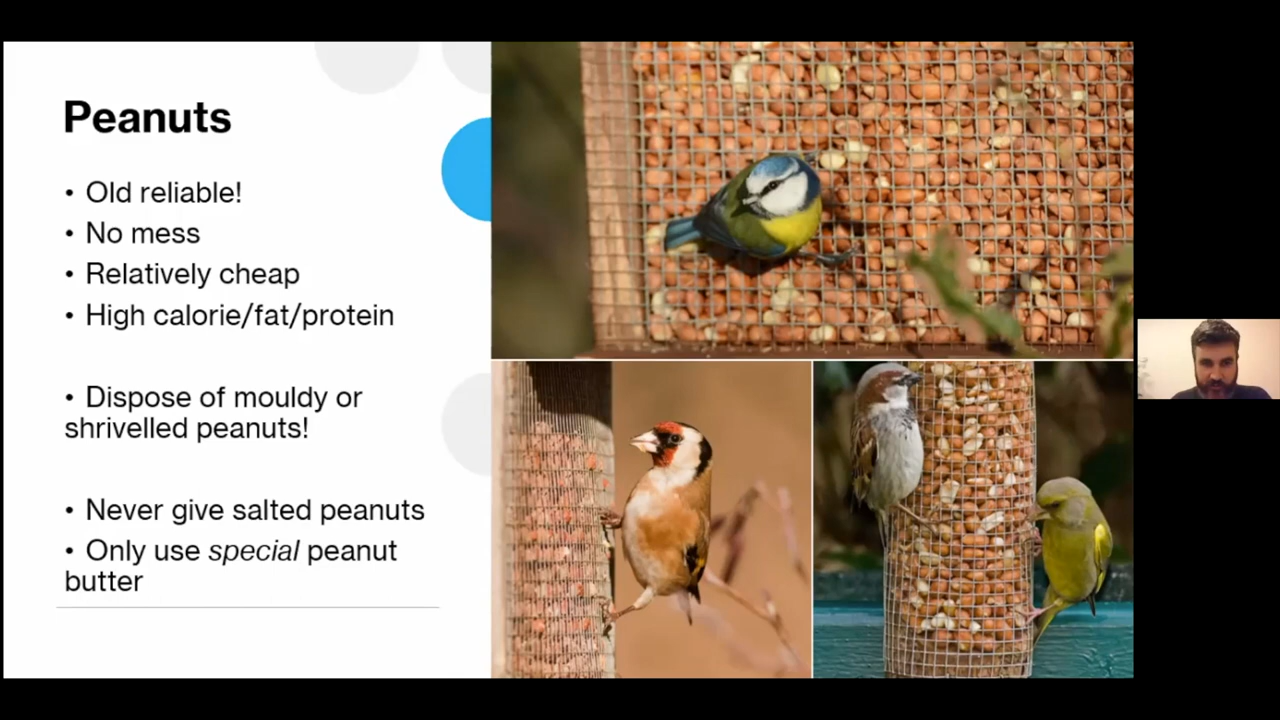 Peanuts
• Old reliable!
• No mess
• Relatively cheap
• High calorie/fat/protein
• Dispose of mouldy or
shrivelled peanuts!
• Never give salted peanuts
• Only use special peanut
butter